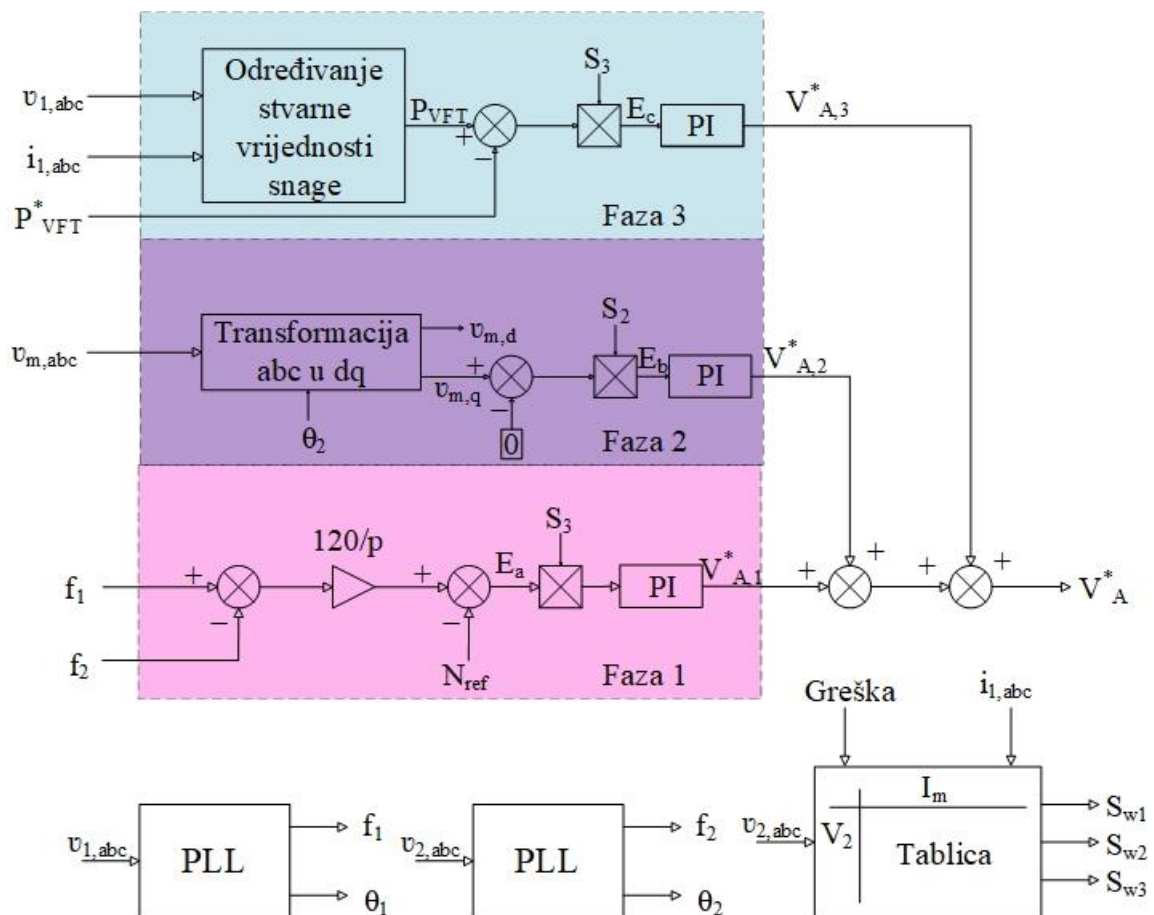 v1,abc
i1,abc
P*VFT
Određivanje
stvarne
vrijednosti
snage
PVFT
+
−
S3
Ec
PI
V*A,3
Faza 3
vm,abc
Transformacija
abc u dq
θ2
vm,d
vm,q
+
−
0
S2
Eb
PI
V*A,2
Faza 2
f1
f2
+
−
120/p
+
−
Nref
Ea
S3
PI
V*A,1
Faza 1
+
+
+
+
V*A
v1,abc
PLL
f1
θ1
v2,abc
PLL
f2
θ2
Greška
i1,abc
v2,abc
V2
Im
Tablica
Sw1
Sw2
Sw3